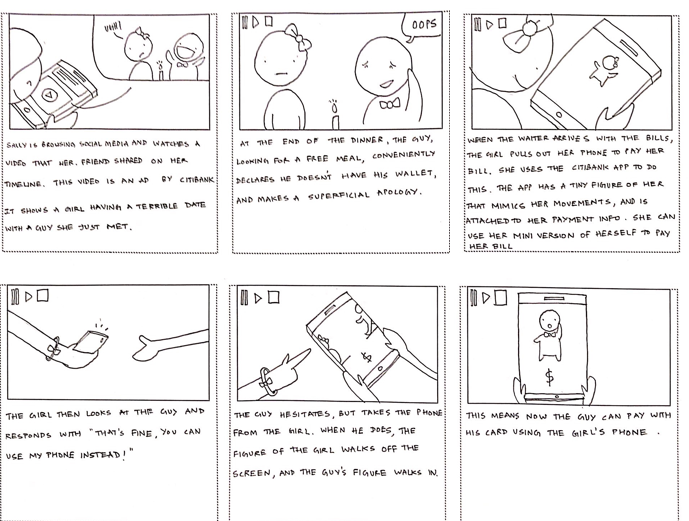 UHH!
SALLY IS BROWSING SOCIAL MEDIA AND WATCHES A
VIDEO THAT HER FRIEND SHARED ON HER
TIMELINE. THIS VIDEO IS AN AD BY CITIBANK
IT SHOWS A GIRL HAVING A TERRIBLE DATE
WITH A GUY SHE JUST MET.
OOPS
AT THE END OF THE DINNER, THE GUY,
LOOKING FOR A FREE MEAL, CONVENIENTLY
DECLARES HE DOESN'T HAVE HIS WALLET,
AND MAKES A SUPERFICIAL APOLOGY.
WHEN THE WAITER ARRIVES WITH THE BILLS,
THE GIRL PULLS OUT HER PHONE TO PAY HER
BILL. SHE USES THE CITIBANK APP TO DO
THIS. THE APP HAS A TINY FIGURE OF HER
THAT MIMICS HER MOVEMENTS, AND IS
ATTACHED TO HER PAYMENT INFO. SHE CAN
USE HER MINI VERSION OF HERSELF TO PAY
HER BILL
THE GIRL THEN LOOKS AT THE GUY AND
RESPONDS WITH "THAT'S FINE, YOU CAN
USE MY PHONE INSTEAD!"
$
THE GUY HESITATES, BUT TAKES THE PHONE
FROM THE GIRL. WHEN HE DOES, THE
FIGURE OF THE GIRL WALKS OFF THE
SCREEN, AND THE GUY'S FIGURE WALKS IN.
$
THIS MEANS NOW THE GUY CAN PAY WITH
HIS CARD USING THE GIRL'S PHONE.